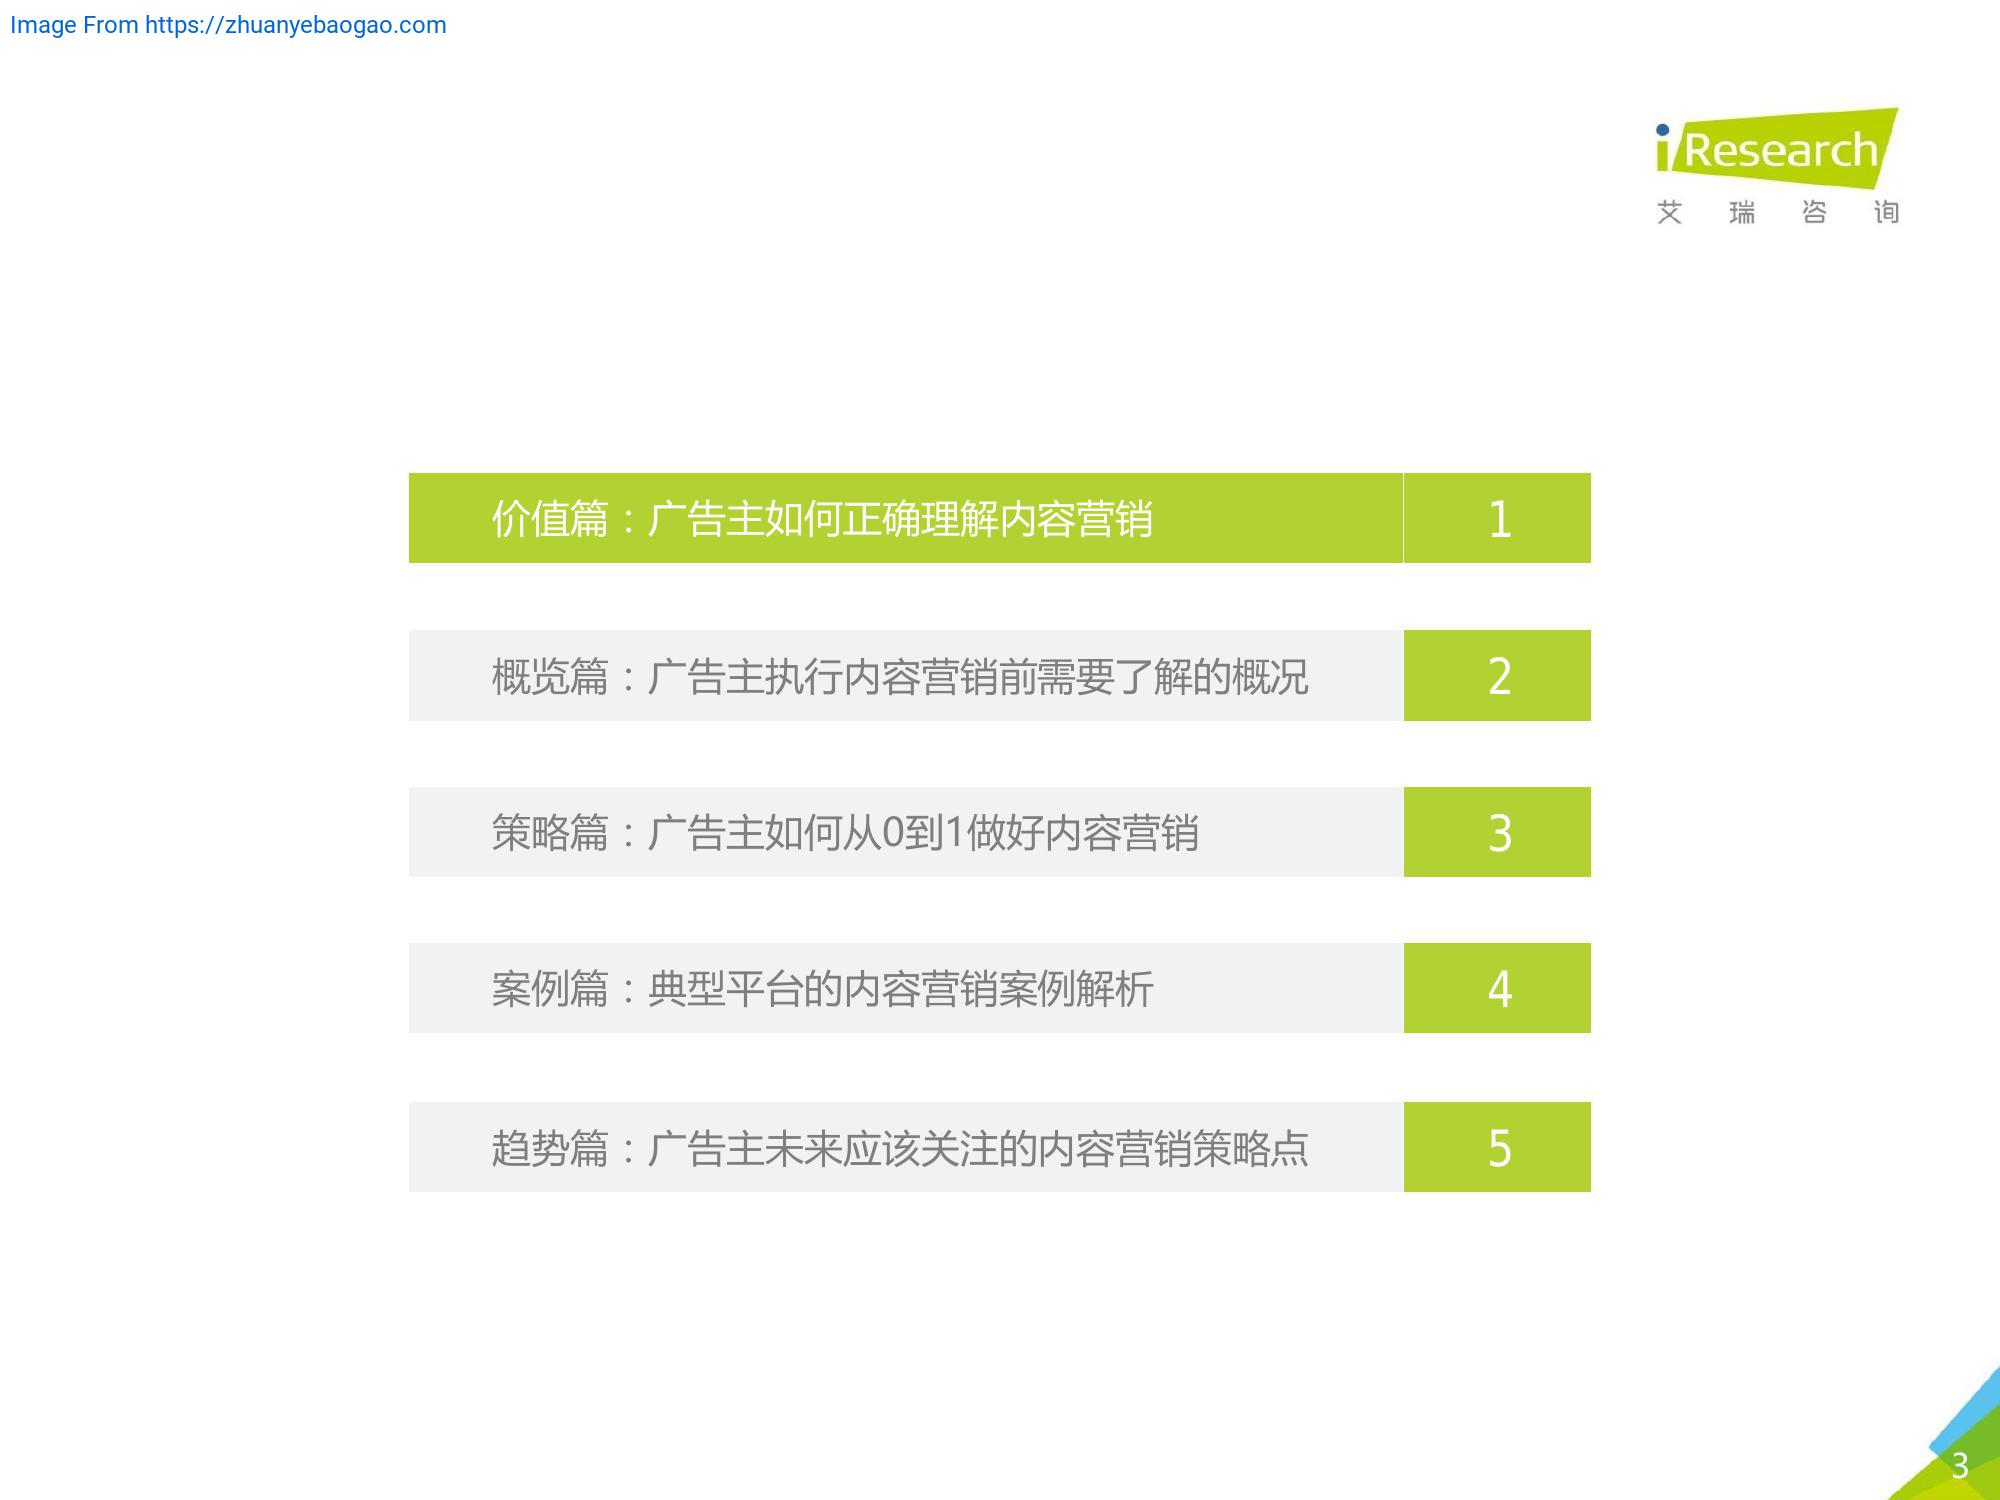 Image From https://zhuanyebaogao.com
iResearch
艾瑞咨询
价值篇：广告主如何正确理解内容营销 1
概览篇：广告主执行内容营销前需要了解的概况 2
策略篇：广告主如何从0到1做好内容营销 3
案例篇：典型平台的内容营销案例解析 4
趋势篇：广告主未来应该关注的内容营销策略点 5
3